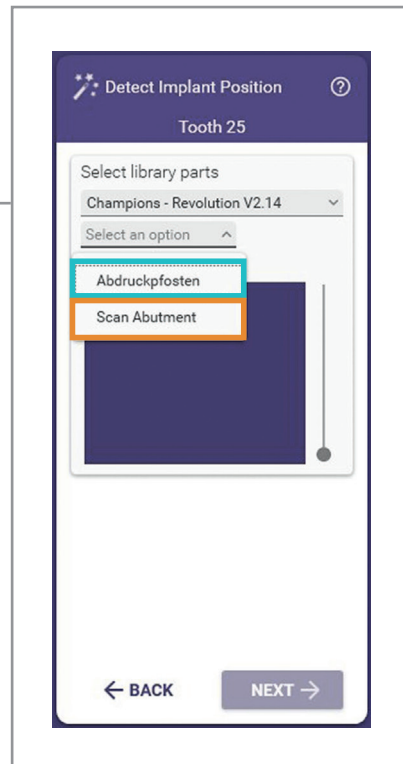 Detect Implant Position
Tooth 25
Select library parts
Champions - Revolution V2.14
Select an option
Abdruckpfosten
Scan Abutment
BACK
NEXT